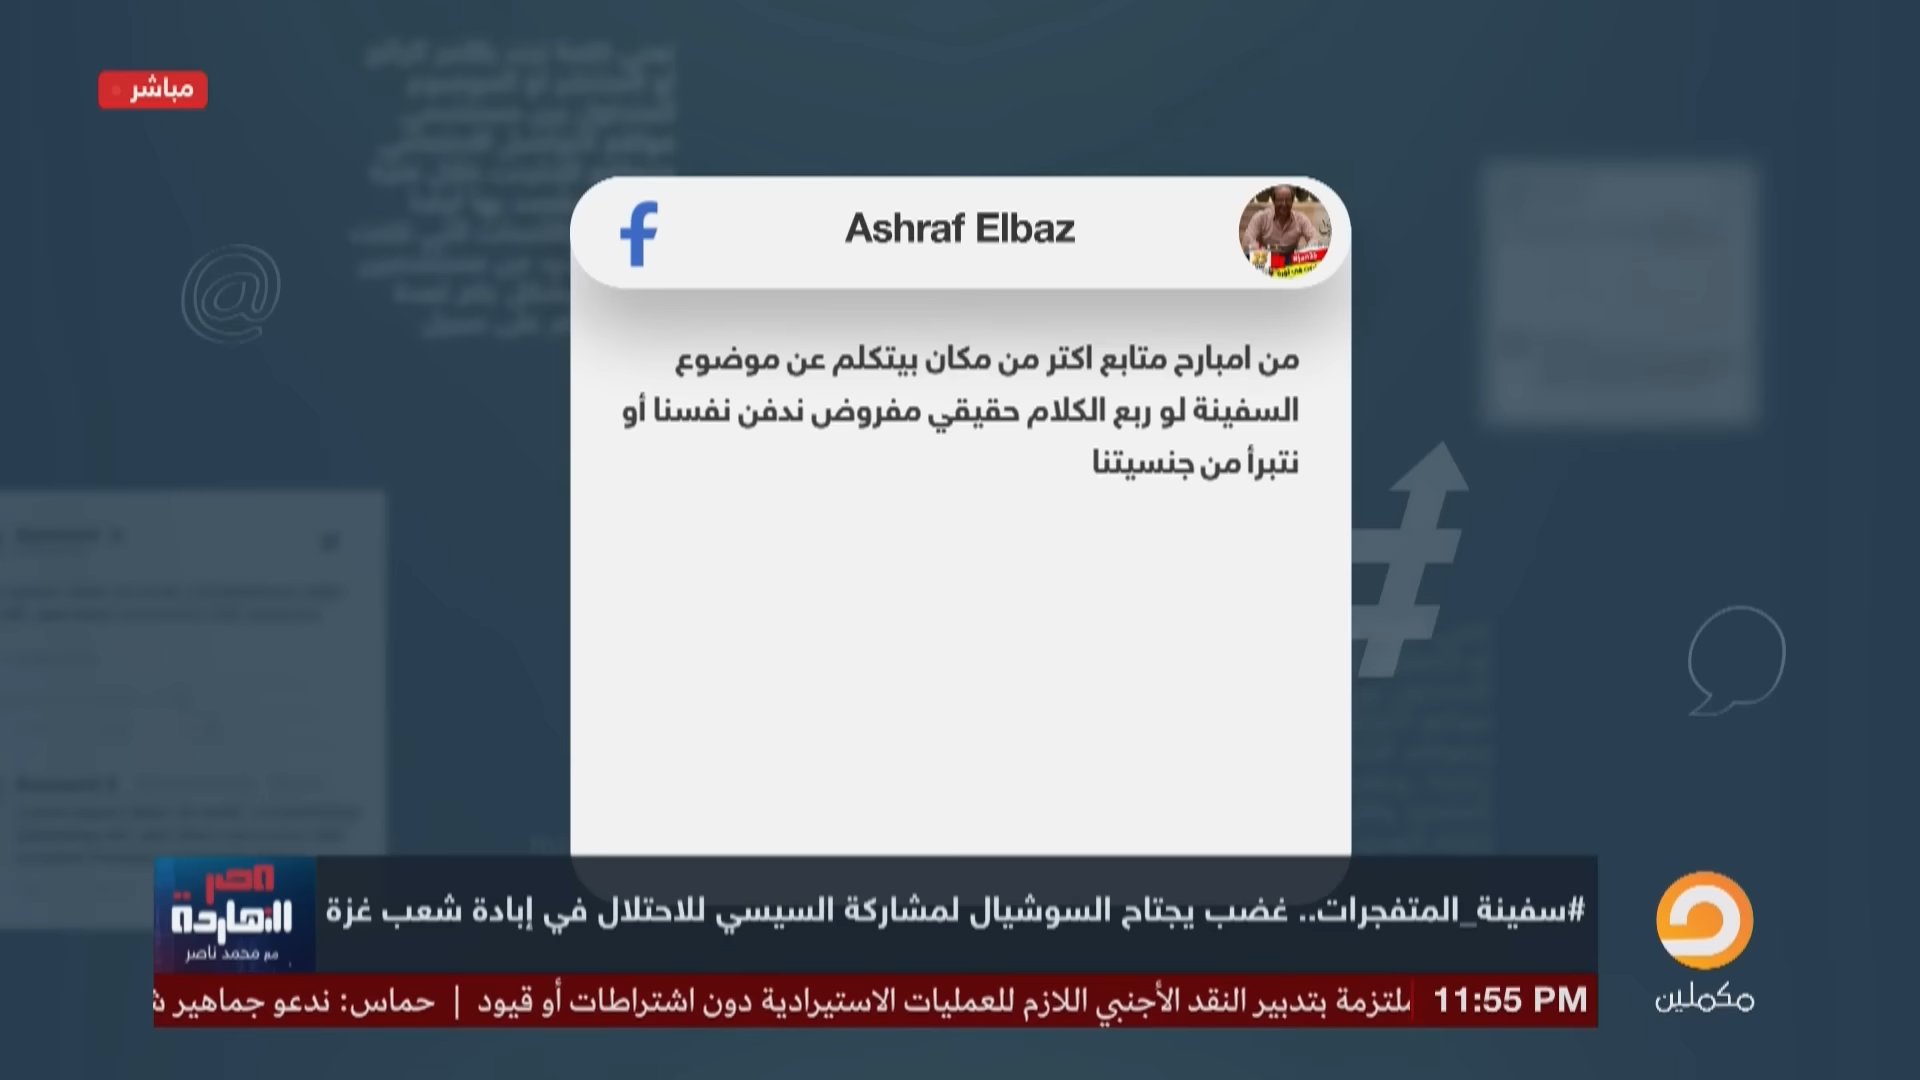 مباشر
Ashraf Elbaz
من امبارح متابع اكتر من مكان بيتكلم عن موضوع
السفينة لو ربع الكلام حقيقي مفروض ندفن نفسنا أو
نتبرأ من جنسيتنا
#سفينة_المتفجرات.. غضب يجتاح السوشيال لمشاركة السيسي للاحتلال في إبادة شعب غزة
مصر
النهاردة
مع محمد ناصر
11:55 PM
ملتزمة بتدبير النقد الأجنبي اللازم للعمليات الاستيرادية دون اشتراطات أو قيود | حماس: ندعو جماهير
مكملين